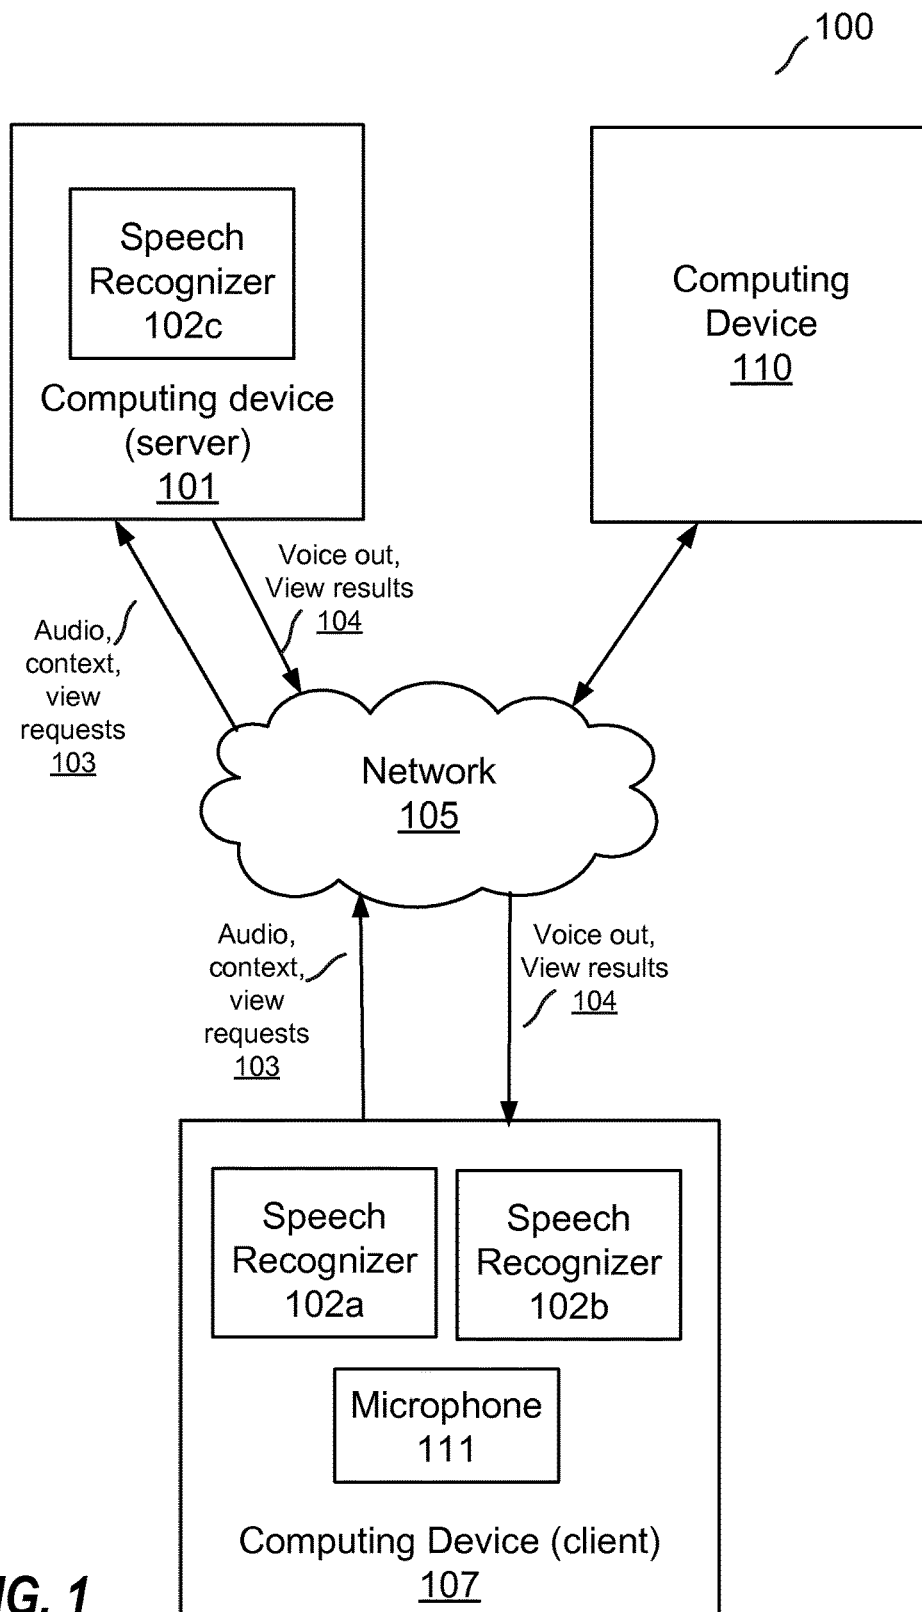 100
Speech
Recognizer
102c
Computing device
(server)
101
Computing
Device
110
Voice out,
View results
104
Audio,
context,
view
requests
103
Network
105
Audio,
context,
view
requests
103
Voice out,
View results
104
Speech
Recognizer
102a
Speech
Recognizer
102b
Microphone
111
Computing Device (client)
107
IG. 1